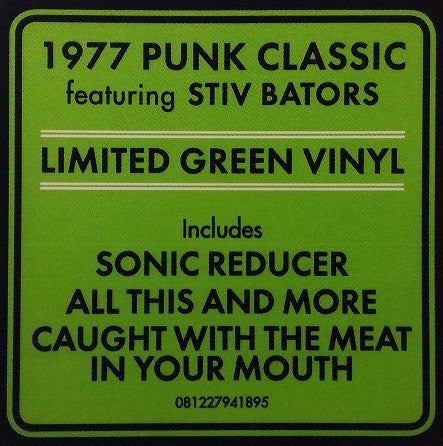 1977 PUNK CLASSIC
featuring STIV BATORS
LIMITED GREEN VINYL
Includes
SONIC REDUCER
ALL THIS AND MORE
CAUGHT WITH THE MEAT
IN YOUR MOUTH
081227941895